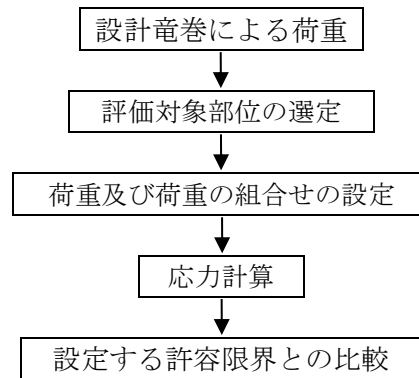 設計竜巻による荷重
評価対象部位の選定
荷重及び荷重の組合せの設定
応力計算
設定する許容限界との比較